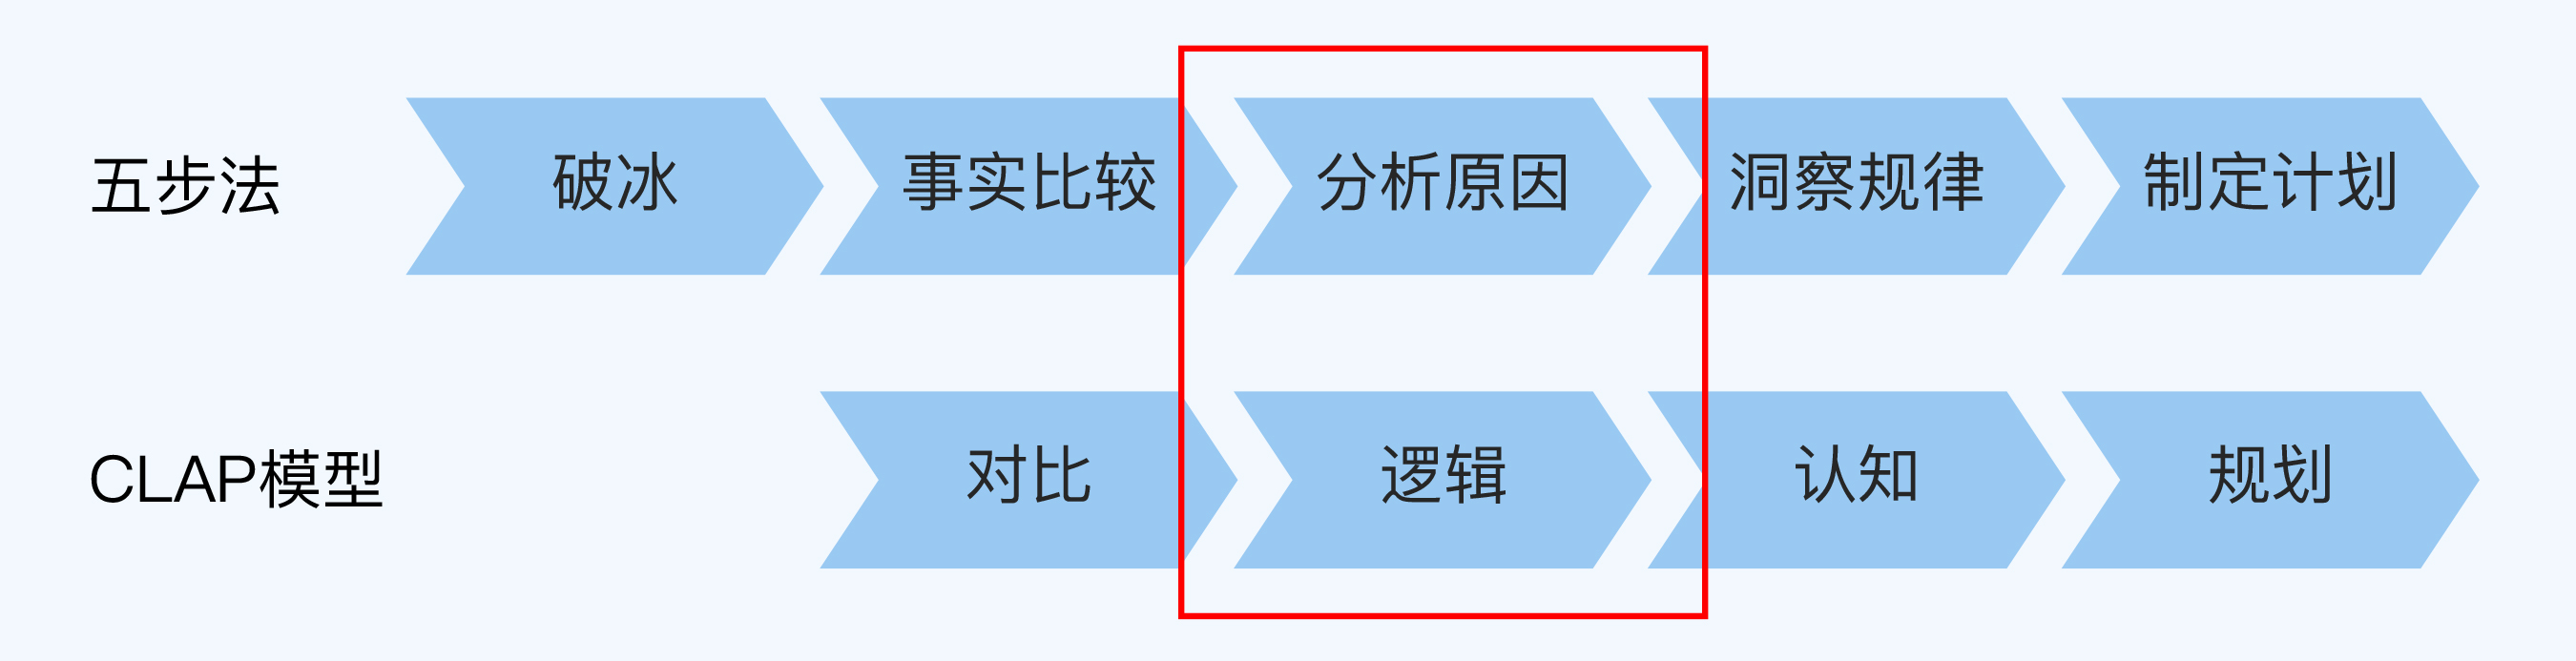 五步法 破冰 事实比较 分析原因 洞察规律 制定计划
CLAP模型 对比 逻辑 认知 规划